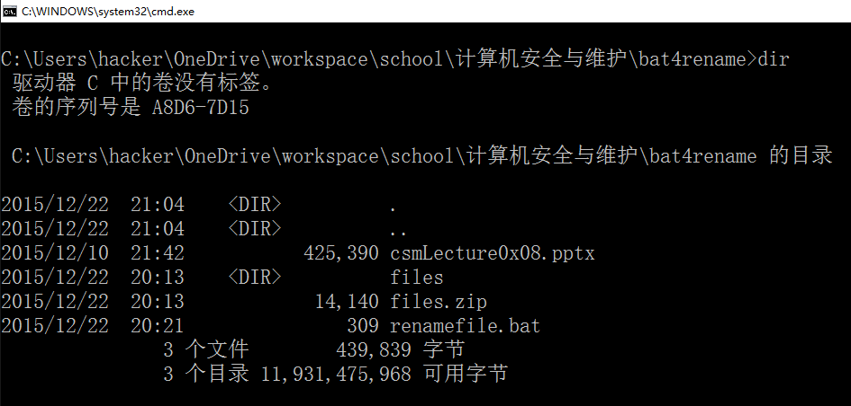 C:\WINDOWS\system32\cmd.exe
C:\Users\hacker\OneDrive\workspace\school\计算机安全与维护\bat4rename>dir
驱动器 C 中的卷没有标签。
卷的序列号是 A8D6-7D15
C:\Users\hacker\OneDrive\workspace\school\计算机安全与维护\bat4rename 的目录
2015/12/22  21:04    <DIR>          .
2015/12/22  21:04    <DIR>          ..
2015/12/10  21:42           425,390 csmLecture0x08.pptx
2015/12/22  20:13    <DIR>          files
2015/12/22  20:13            14,140 files.zip
2015/12/22  20:21               309 renamefile.bat
3 个文件        439,839 字节
3 个目录 11,931,475,968 可用字节